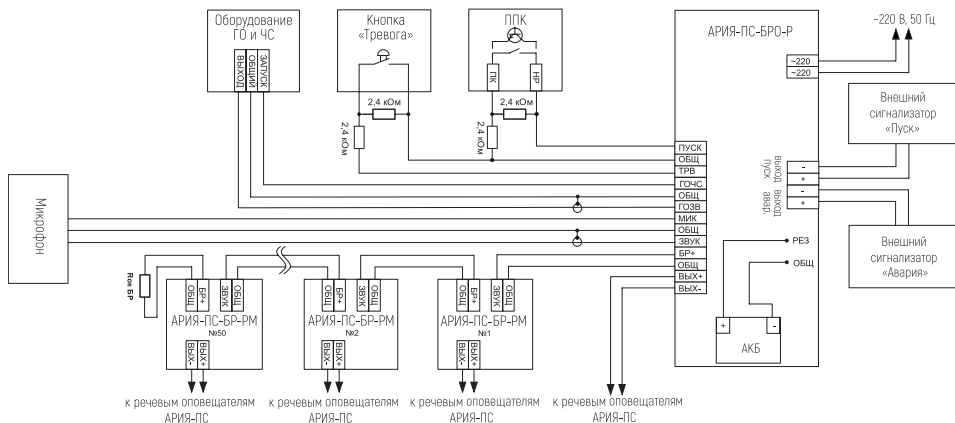 Оборудование
ГО и ЧС
ВЫХОД
ОБЩИЙ
ЗАПУСК
Кнопка
«Тревога»
ППК
ПК
НР
2,4 кОм
2,4 кОм
2,4 кОм
2,4 кОм
АРИЯ-ПС-БРО-Р
~220 В, 50 Гц
~220
~220
Внешний
сигнализатор
«Пуск»
выход
пуск
-
+
выход
авар.
-
+
Внешний
сигнализатор
«Авария»
ПУСК
ОБЩ
ТРВ
ГОЧС
ОБЩ
ГОЗВ
МИК
ОБЩ
ЗВУК
БР+
ОБЩ
ВЫХ+
ВЫХ-
РЕЗ
ОБЩ
+
-
АКБ
Микрофон
Rок БР
ОБЩ
БР+
ЗВУК
ОБЩ
АРИЯ-ПС-БР-РМ
№50
ВЫХ-
ВЫХ+
ОБЩ
БР+
ЗВУК
ОБЩ
АРИЯ-ПС-БР-РМ
№2
ВЫХ-
ВЫХ+
ОБЩ
БР+
ЗВУК
ОБЩ
АРИЯ-ПС-БР-РМ
№1
ВЫХ-
ВЫХ+
к речевым оповещателям
АРИЯ-ПС
к речевым оповещателям
АРИЯ-ПС
к речевым оповещателям
АРИЯ-ПС
к речевым оповещателям
АРИЯ-ПС